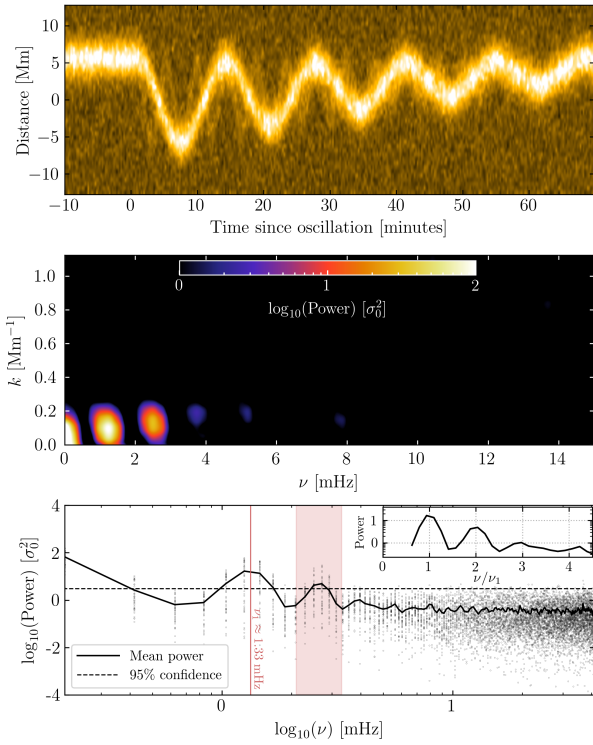 10
5
0
−5
−10
Distance [Mm]
−10 0 10 20 30 40 50 60
Time since oscillation [minutes]
1.0
0.8
0.6
0.4
0.2
0.0
k [Mm⁻¹]
0 1 2
log₁₀(Power) [σ₀²]
0 2 4 6 8 10 12 14
ν [mHz]
4
2
0
-2
-4
log₁₀(Power) [σ₀²]
ν₁ ≈ 1.33 mHz
Power
1
0
0 1 2 3 4
ν/ν₁
Mean power
95% confidence
0 1
log₁₀(ν) [mHz]